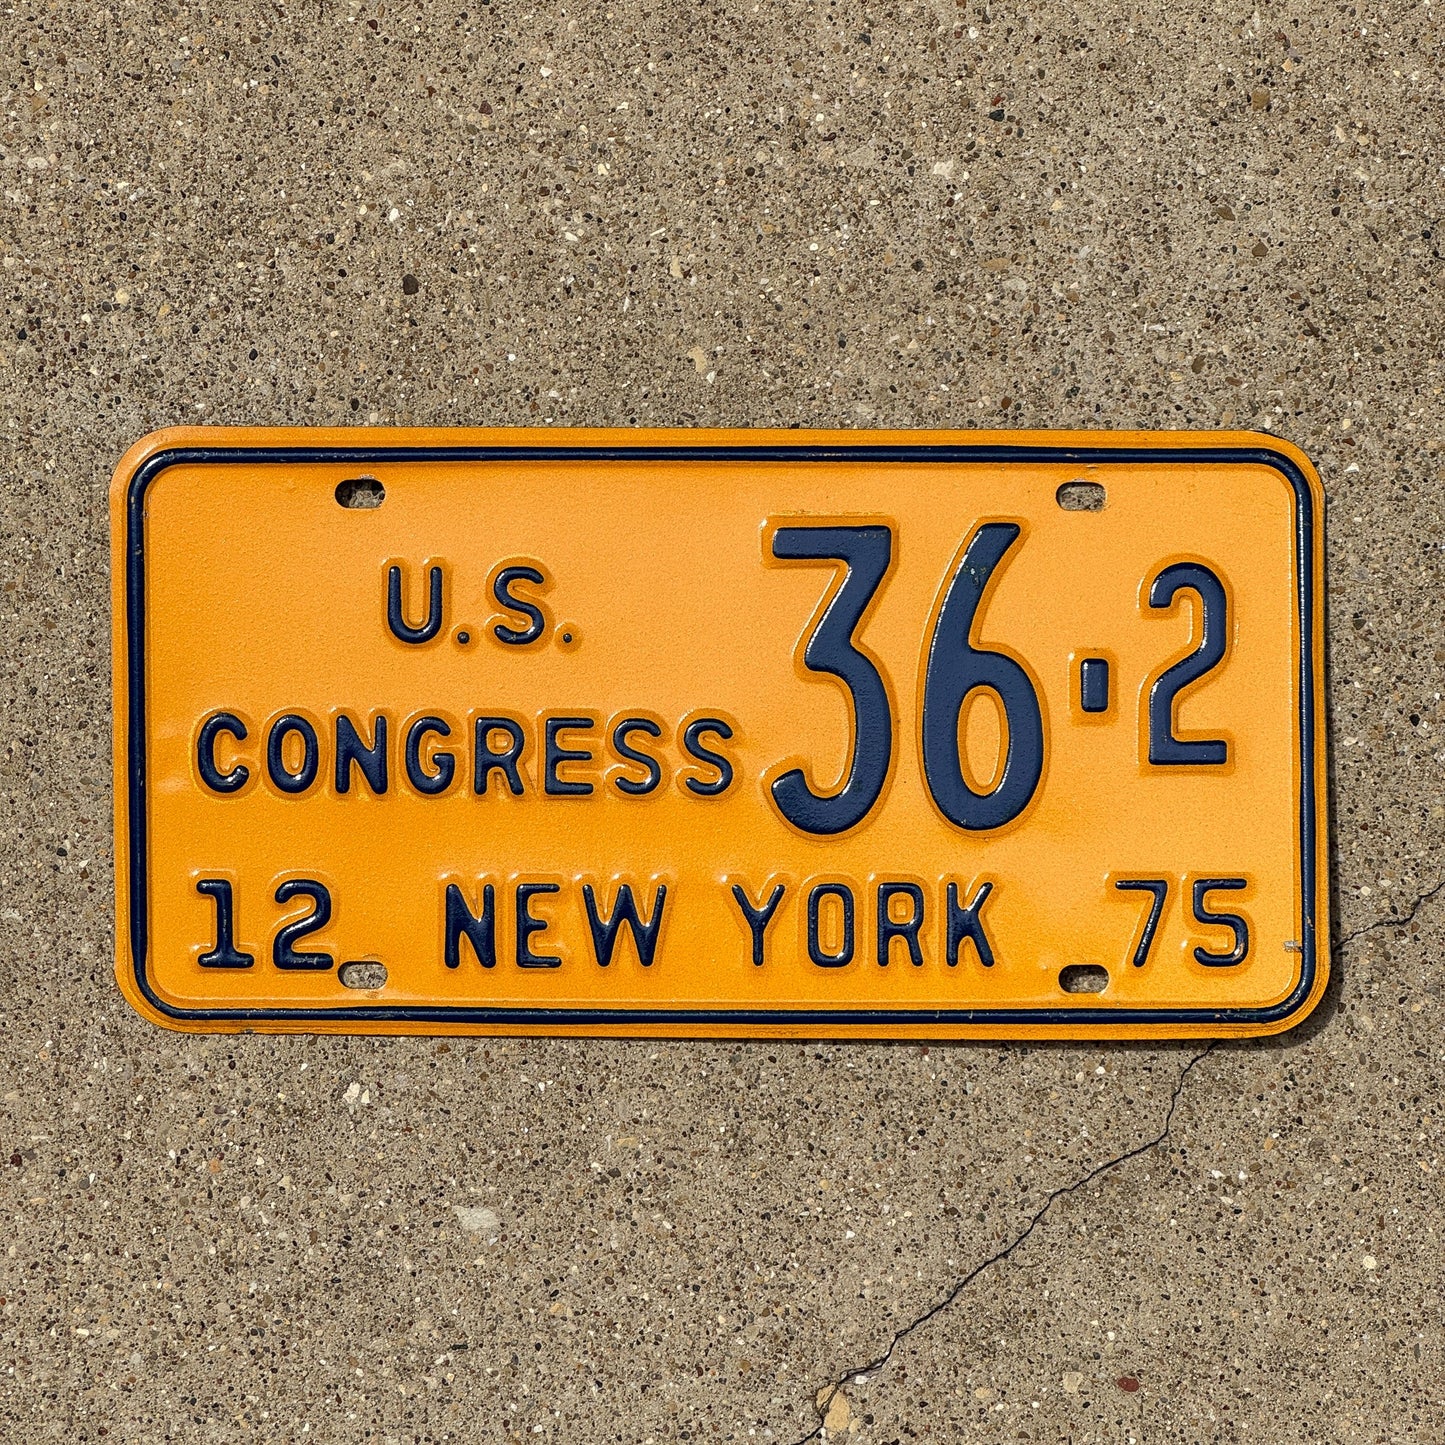 U.S.
CONGRESS 36-2
12 NEW YORK 75